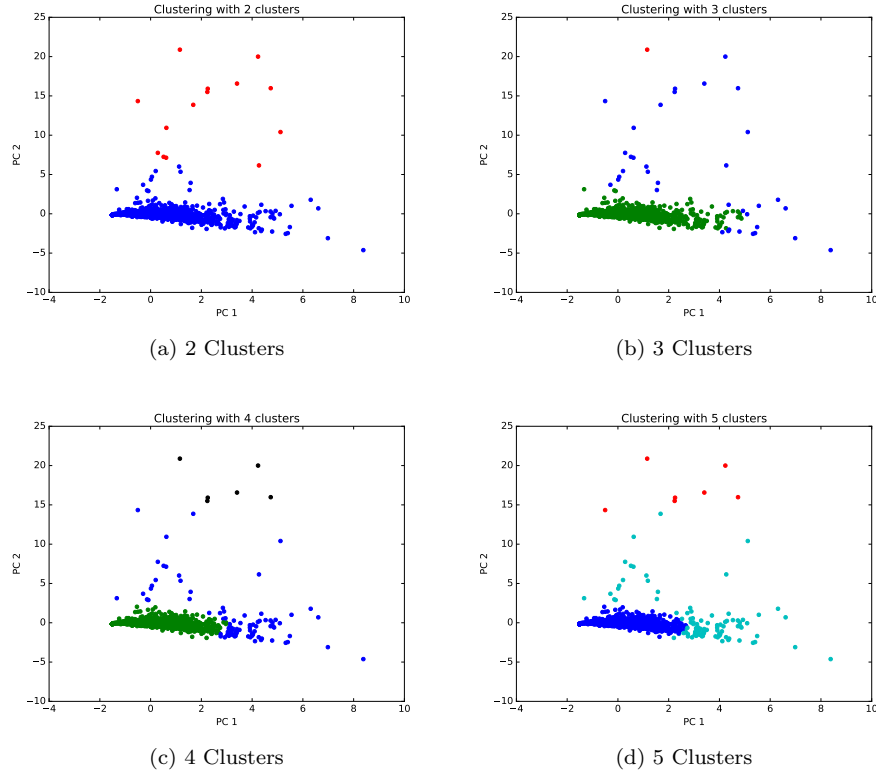 Clustering with 2 clusters
25
20
15
10
5
0
−5
−10
PC 2
−4 −2 0 2 4 6 8 10
PC 1
(a) 2 Clusters
Clustering with 3 clusters
25
20
15
10
5
0
−5
−10
PC 2
−4 −2 0 2 4 6 8 10
PC 1
(b) 3 Clusters
Clustering with 4 clusters
25
20
15
10
5
0
−5
−10
PC 2
−4 −2 0 2 4 6 8 10
PC 1
(c) 4 Clusters
Clustering with 5 clusters
25
20
15
10
5
0
−5
−10
PC 2
−4 −2 0 2 4 6 8 10
PC 1
(d) 5 Clusters